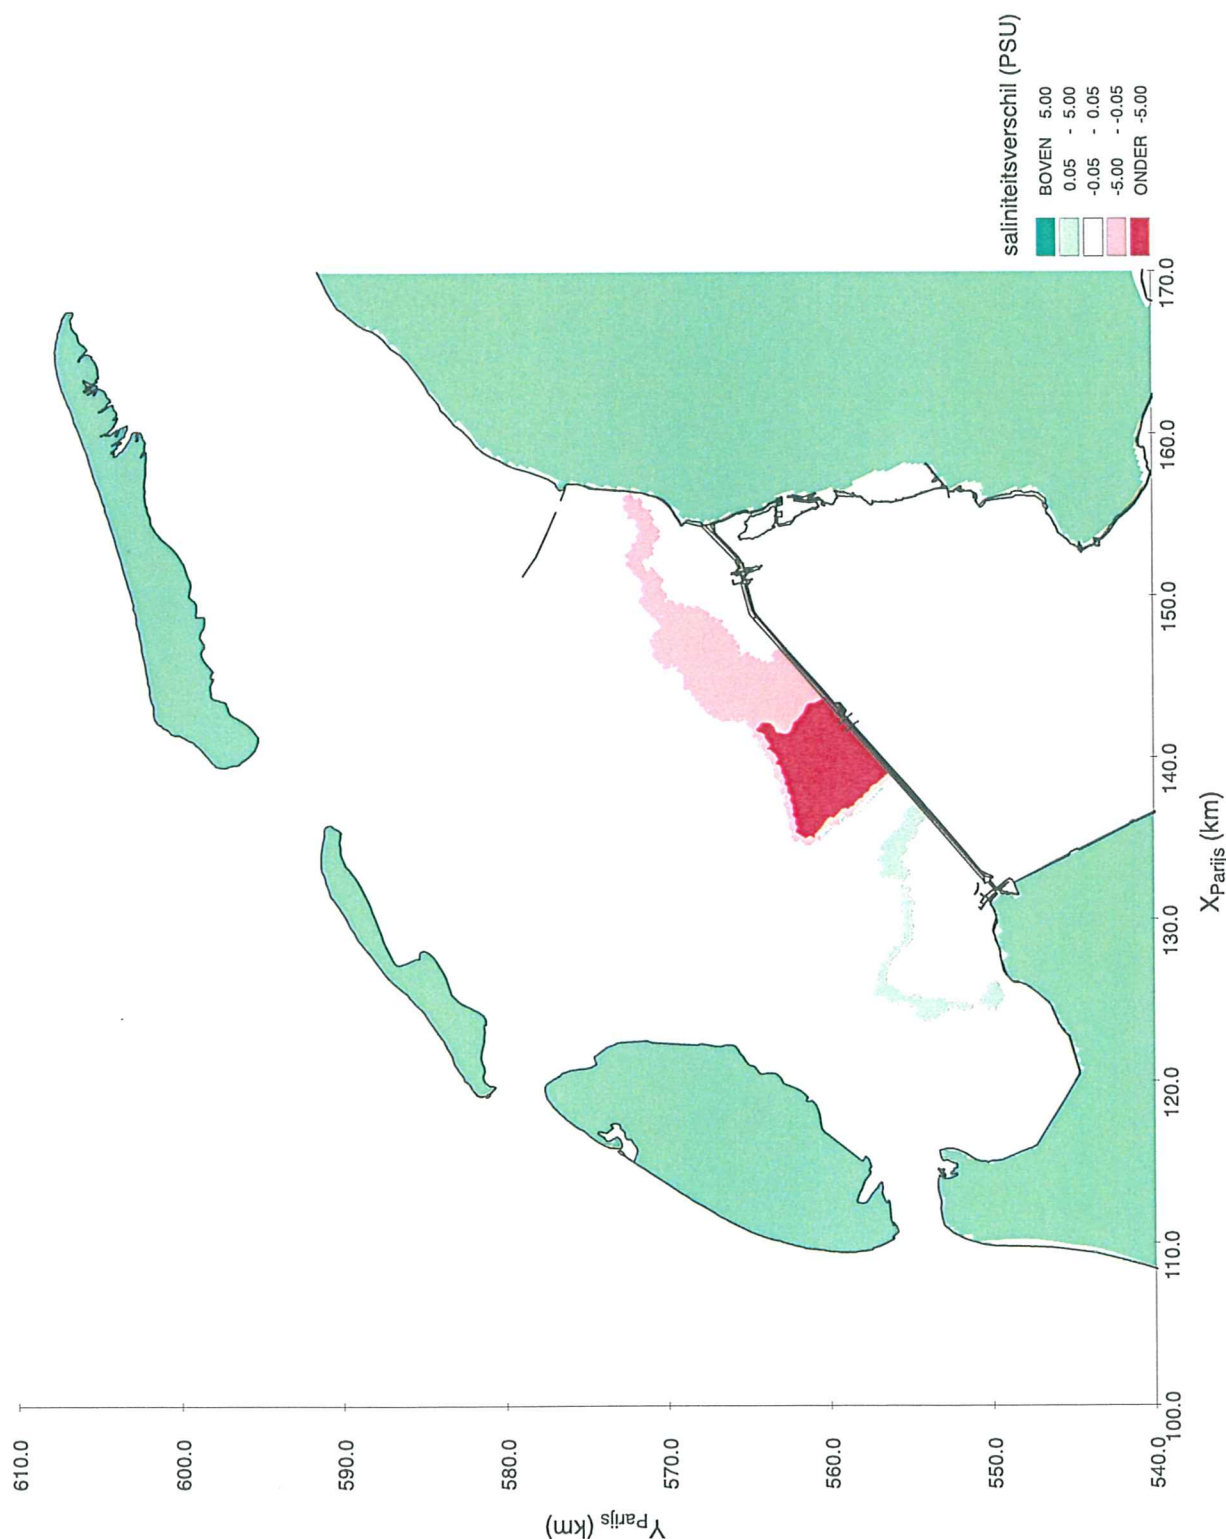 saliniteitsverschil (PSU)
BOVEN 5.00
0.05 - 5.00
-0.05 - 0.05
-5.00 - -0.05
ONDER -5.00
610.0
600.0
590.0
580.0
570.0
560.0
550.0
540.0
Y Parijs (km)
100.0 110.0 120.0 130.0 140.0 150.0 160.0 170.0
X Parijs (km)